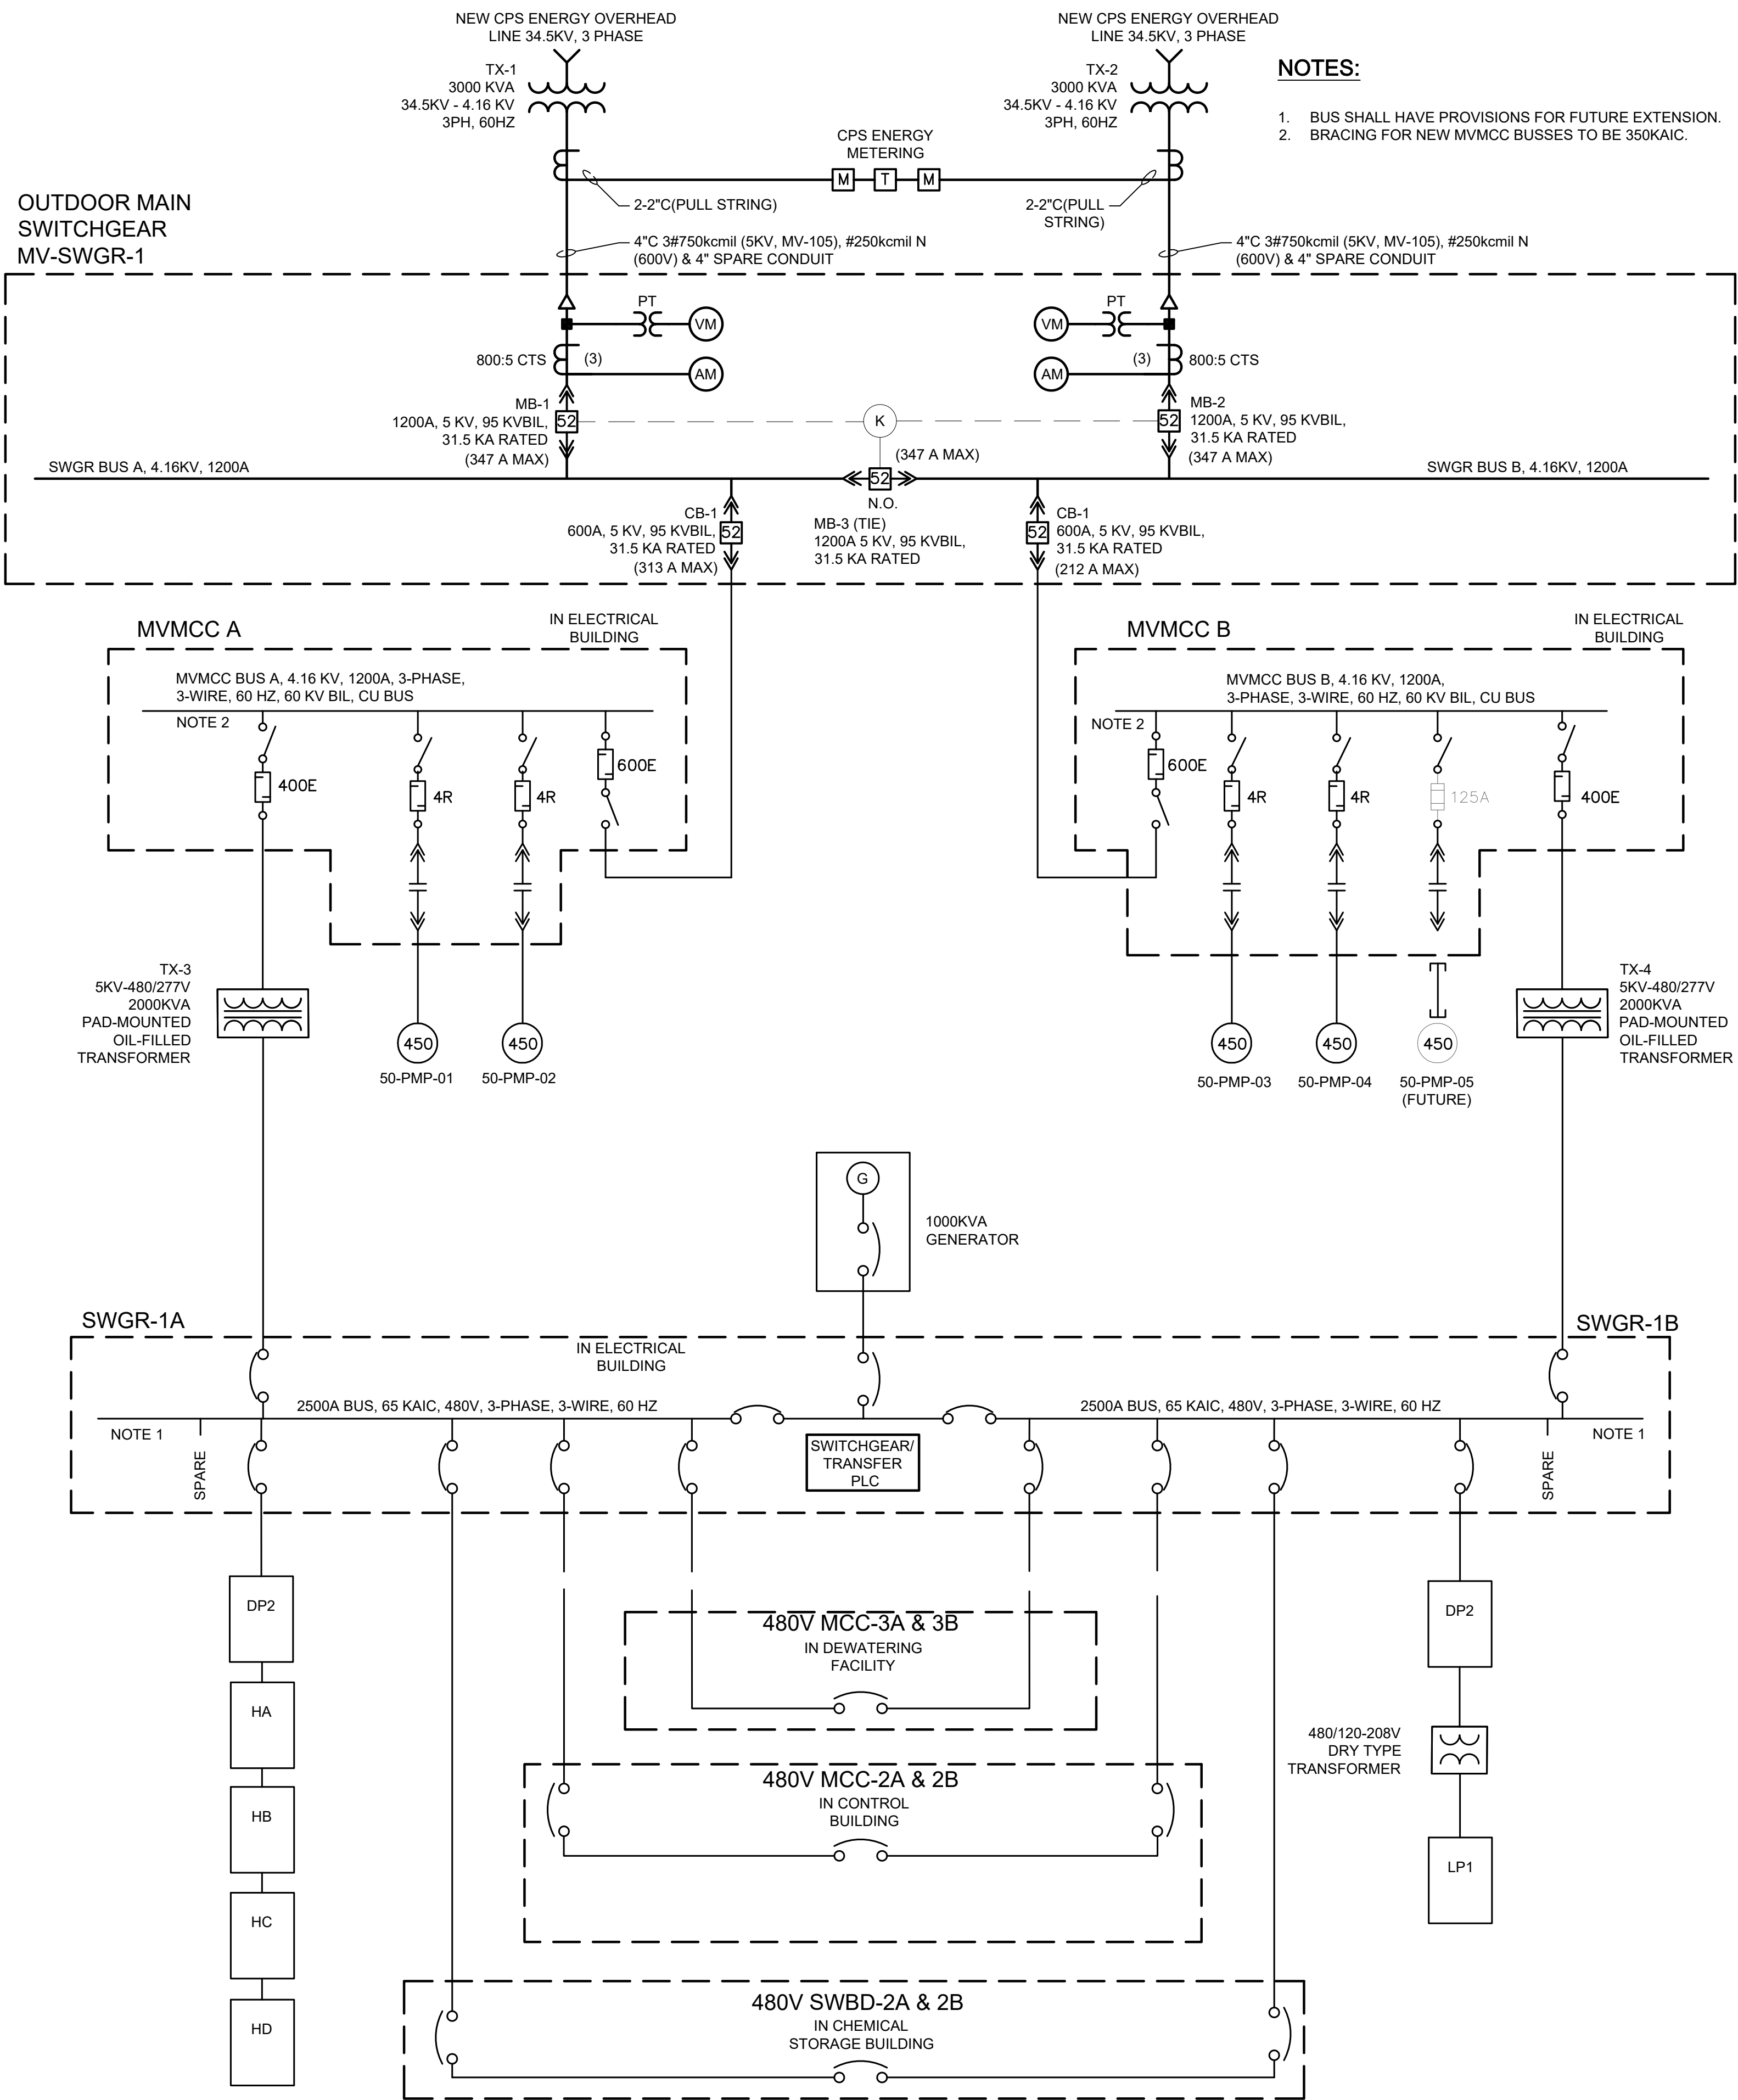 NEW CPS ENERGY OVERHEAD
LINE 34.5KV, 3 PHASE
NEW CPS ENERGY OVERHEAD
LINE 34.5KV, 3 PHASE
NOTES:
1. BUS SHALL HAVE PROVISIONS FOR FUTURE EXTENSION.
2. BRACING FOR NEW MVMCC BUSSES TO BE 350KAIC.
TX-1
3000 KVA
34.5KV - 4.16 KV
3PH, 60HZ
TX-2
3000 KVA
34.5KV - 4.16 KV
3PH, 60HZ
CPS ENERGY
METERING
M T M
2-2"C(PULL STRING)
2-2"C(PULL
STRING)
OUTDOOR MAIN
SWITCHGEAR
MV-SWGR-1
4"C 3#750kcmil (5KV, MV-105), #250kcmil N
(600V) & 4" SPARE CONDUIT
4"C 3#750kcmil (5KV, MV-105), #250kcmil N
(600V) & 4" SPARE CONDUIT
PT
VM
800:5 CTS
(3)
AM
PT
VM
(3)
800:5 CTS
AM
MB-1
1200A, 5 KV, 95 KVBIL,
31.5 KA RATED
(347 A MAX)
52
K
52
MB-2
1200A, 5 KV, 95 KVBIL,
31.5 KA RATED
(347 A MAX)
(347 A MAX)
SWGR BUS A, 4.16KV, 1200A
52
SWGR BUS B, 4.16KV, 1200A
N.O.
MB-3 (TIE)
1200A 5 KV, 95 KVBIL,
31.5 KA RATED
CB-1
600A, 5 KV, 95 KVBIL,
31.5 KA RATED
(313 A MAX)
52
52
CB-1
600A, 5 KV, 95 KVBIL,
31.5 KA RATED
(212 A MAX)
MVMCC A
IN ELECTRICAL
BUILDING
MVMCC BUS A, 4.16 KV, 1200A, 3-PHASE,
3-WIRE, 60 HZ, 60 KV BIL, CU BUS
NOTE 2
400E
4R
4R
600E
MVMCC B
IN ELECTRICAL
BUILDING
MVMCC BUS B, 4.16 KV, 1200A,
3-PHASE, 3-WIRE, 60 HZ, 60 KV BIL, CU BUS
NOTE 2
600E
4R
4R
125A
400E
TX-3
5KV-480/277V
2000KVA
PAD-MOUNTED
OIL-FILLED
TRANSFORMER
450
50-PMP-01
450
50-PMP-02
450
50-PMP-03
450
50-PMP-04
450
50-PMP-05
(FUTURE)
TX-4
5KV-480/277V
2000KVA
PAD-MOUNTED
OIL-FILLED
TRANSFORMER
G
1000KVA
GENERATOR
SWGR-1A
SWGR-1B
IN ELECTRICAL
BUILDING
2500A BUS, 65 KAIC, 480V, 3-PHASE, 3-WIRE, 60 HZ
2500A BUS, 65 KAIC, 480V, 3-PHASE, 3-WIRE, 60 HZ
NOTE 1
SPARE
SWITCHGEAR/
TRANSFER
PLC
SPARE
NOTE 1
DP2
HA
HB
HC
HD
480V MCC-3A & 3B
IN DEWATERING
FACILITY
480V MCC-2A & 2B
IN CONTROL
BUILDING
480V SWBD-2A & 2B
IN CHEMICAL
STORAGE BUILDING
DP2
480/120-208V
DRY TYPE
TRANSFORMER
LP1